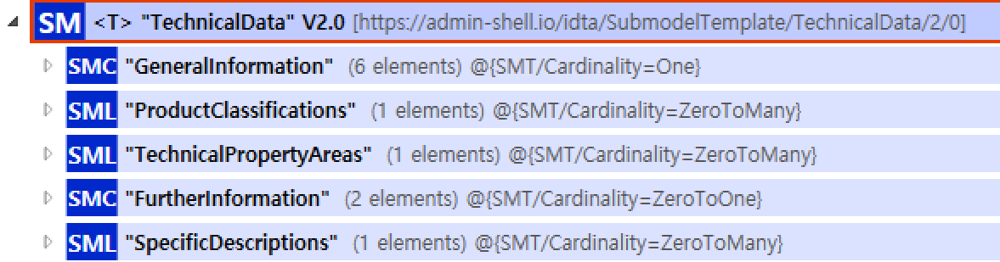 SM <T> "TechnicalData" V2.0 [https://admin-shell.io/idta/SubmodelTemplate/TechnicalData/2/0]
SMC "GeneralInformation" (6 elements) @{SMT/Cardinality=One}
SML "ProductClassifications" (1 elements) @{SMT/Cardinality=ZeroToMany}
SML "TechnicalPropertyAreas" (1 elements) @{SMT/Cardinality=ZeroToMany}
SMC "FurtherInformation" (2 elements) @{SMT/Cardinality=ZeroToOne}
SML "SpecificDescriptions" (1 elements) @{SMT/Cardinality=ZeroToMany}